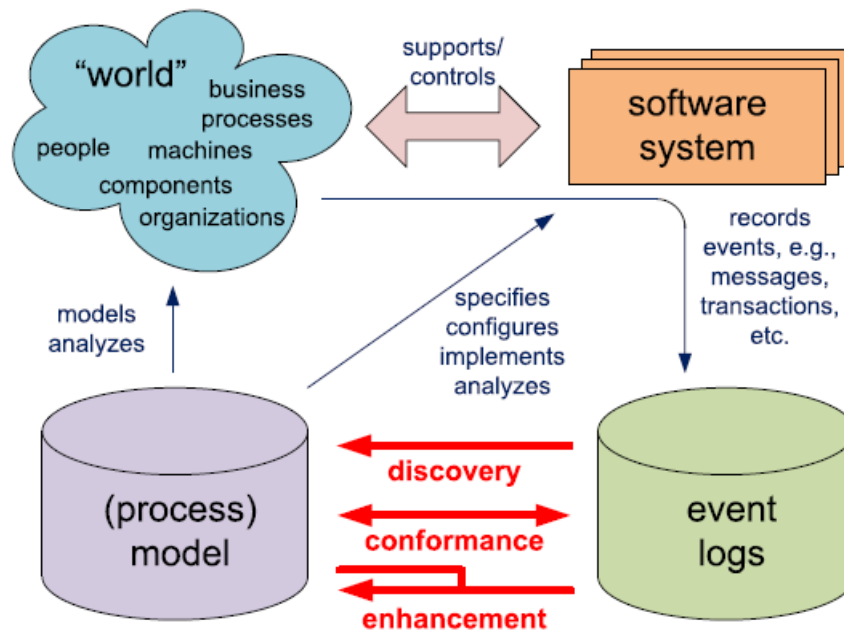 “world”
business
processes
people
machines
components
organizations
supports/
controls
software
system
records
events, e.g.,
messages,
transactions,
etc.
models
analyzes
specifies
configures
implements
analyzes
(process)
model
discovery
conformance
enhancement
event
logs